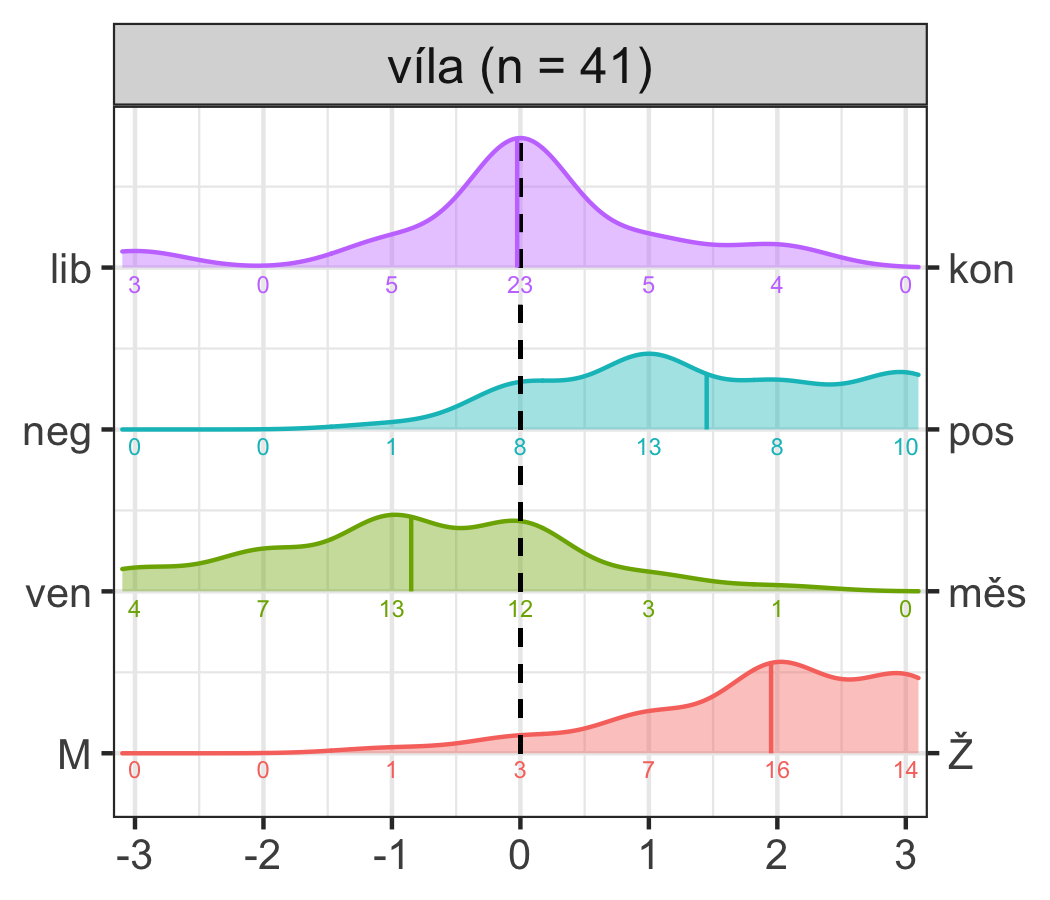 víla (n = 41)
lib kon
3 0 5 23 5 4 0
neg pos
0 0 1 8 13 8 10
ven měs
4 7 13 12 3 1 0
M Ž
0 0 1 3 7 16 14
-3 -2 -1 0 1 2 3